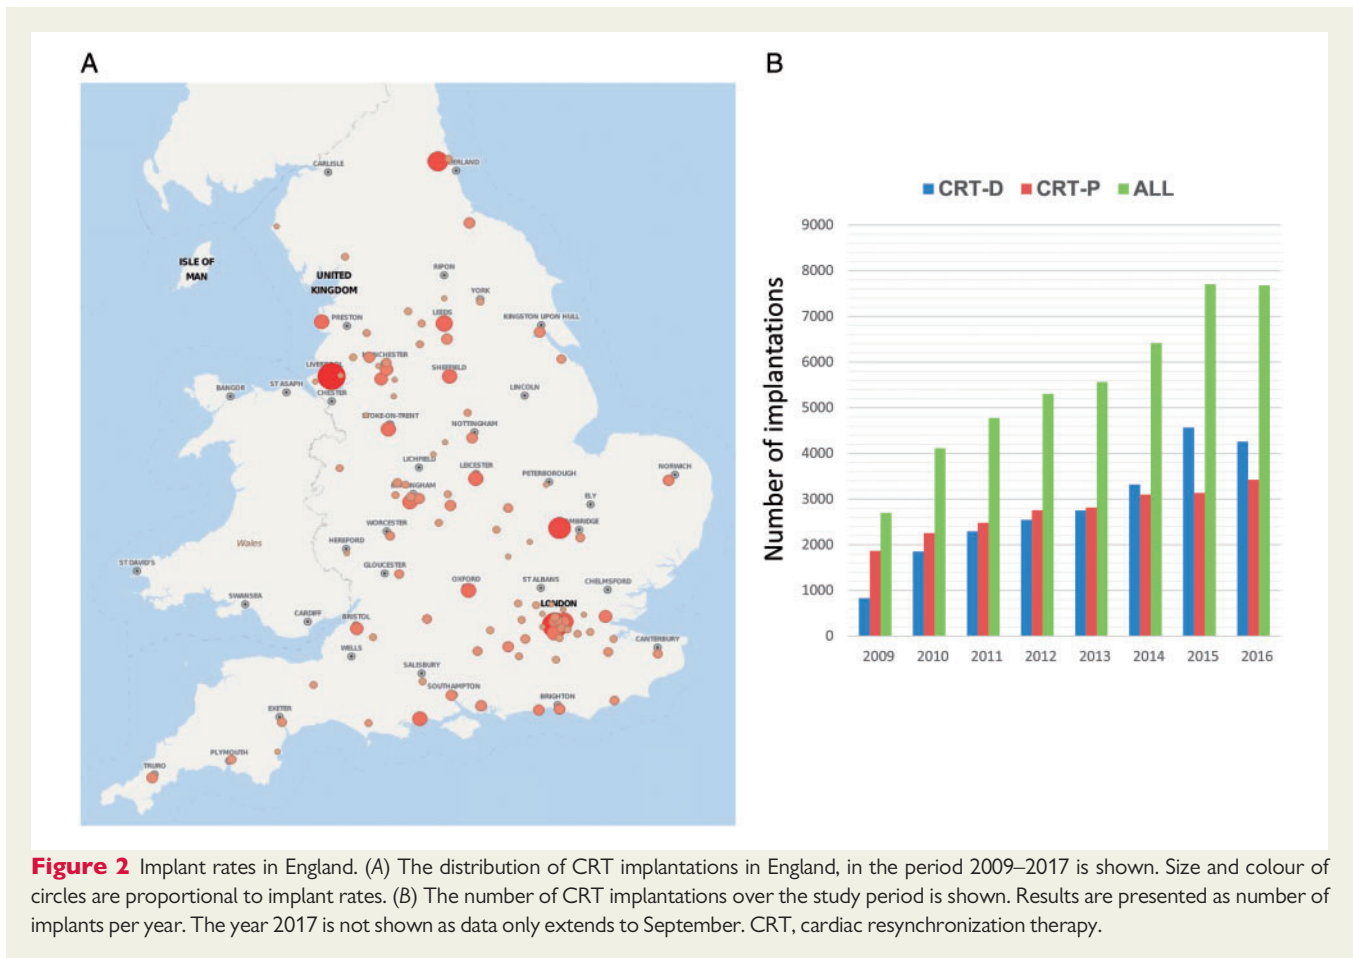 A
CARLISLE
ERLAND
ISLE OF
MAN
UNITED
KINGDOM
RIPON
YORK
PRESTON
LEEDS
KINGSTON UPON HULL
CHESTER
SHEFFIELD
BANGOR
ST ASAPH
CHESTER
LINCOLN
STOKE-ON-TRENT
NOTTINGHAM
LICHFIELD
LEICESTER
PETERBOROUGH
NORWICH
NGHAM
ELY
WORCESTER
MBRIDGE
HEREFORD
Wales
ST DAVID'S
GLOUCESTER
OXFORD
ST ALBANS
CHELMSFORD
SWANSEA
LONDON
CARDIFF
BRISTOL
CANTERBURY
WELLS
SALISBURY
SOUTHAMPTON
BRIGHTON
EXETER
PLYMOUTH
TRURO
B
CRT-D CRT-P ALL
Number of implantations
9000
8000
7000
6000
5000
4000
3000
2000
1000
0
2009 2010 2011 2012 2013 2014 2015 2016
Figure 2 Implant rates in England. (A) The distribution of CRT implantations in England, in the period 2009–2017 is shown. Size and colour of
circles are proportional to implant rates. (B) The number of CRT implantations over the study period is shown. Results are presented as number of
implants per year. The year 2017 is not shown as data only extends to September. CRT, cardiac resynchronization therapy.